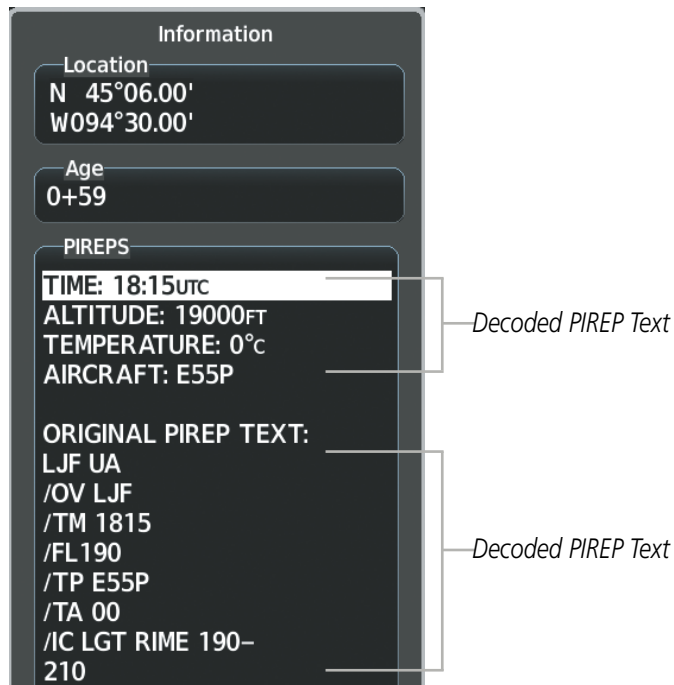 Information
Location
N 45°06.00'
W094°30.00'
Age
0+59
PIREPS
TIME: 18:15UTC
ALTITUDE: 19000FT
TEMPERATURE: 0°C
AIRCRAFT: E55P
Decoded PIREP Text
ORIGINAL PIREP TEXT:
LJF UA
/OV LJF
/TM 1815
/FL190
/TP E55P
/TA 00
/IC LGT RIME 190–
210
Decoded PIREP Text